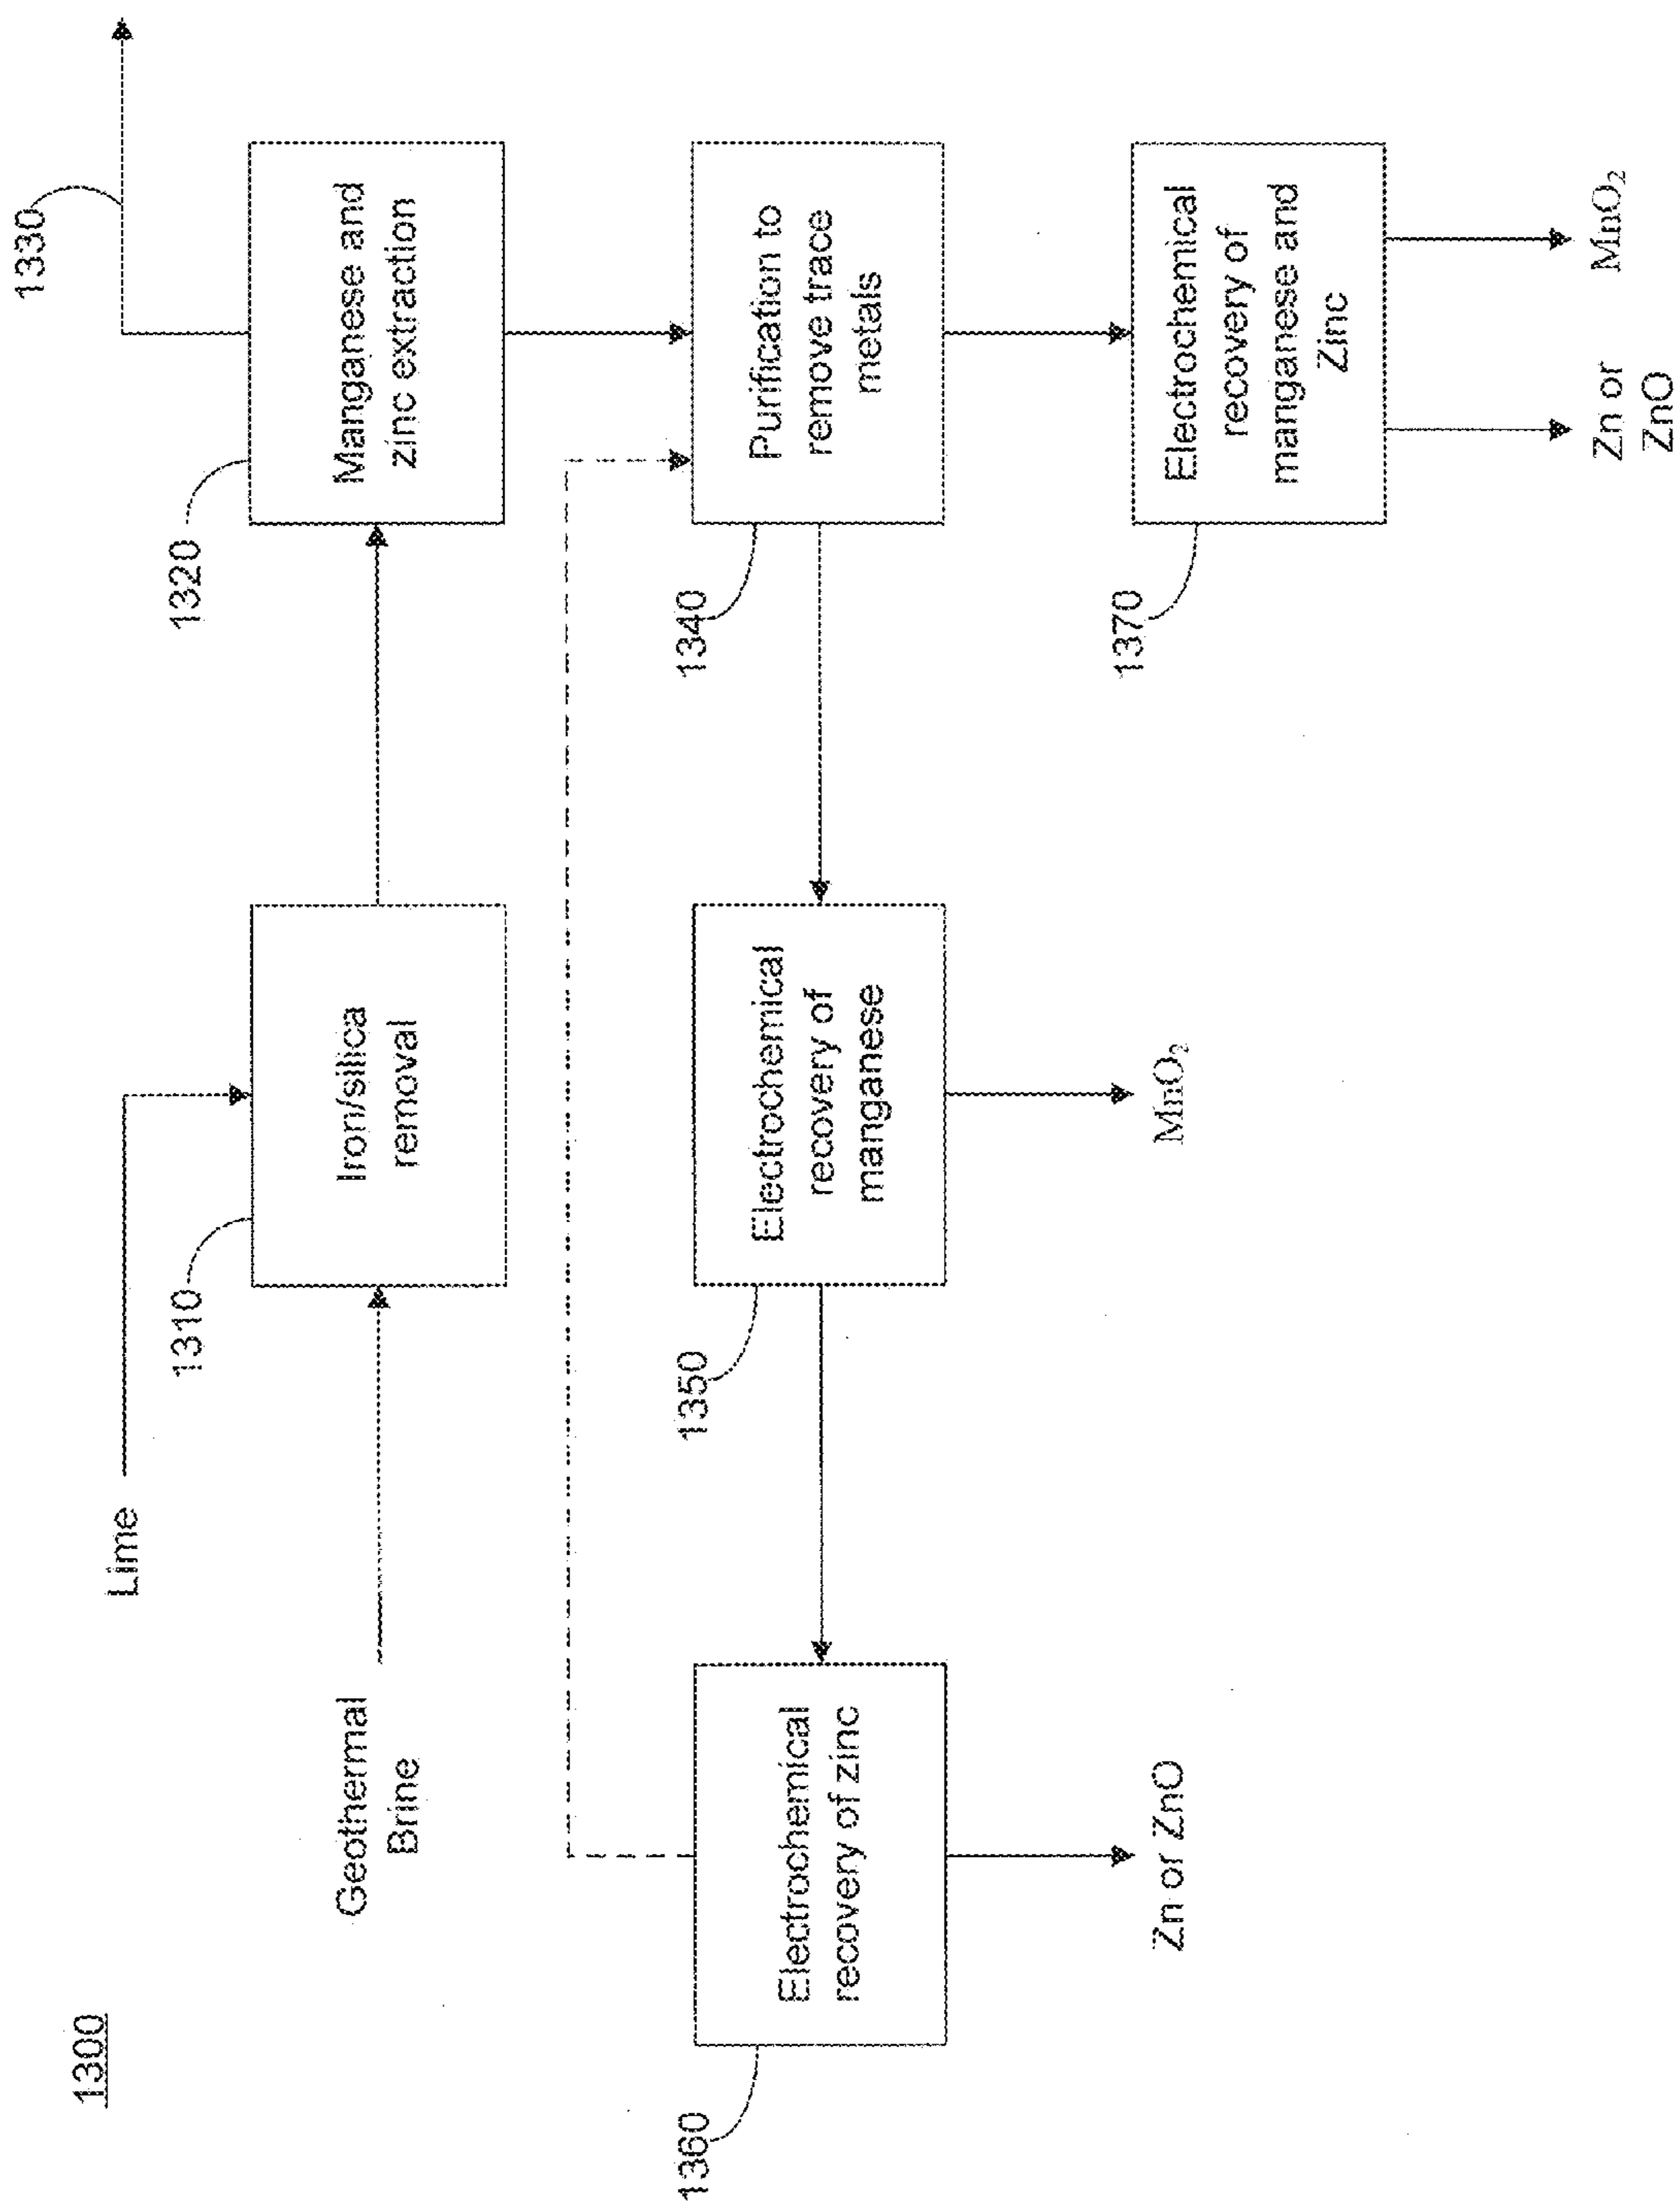 1300
Lime
1330
1310
1320
Geothermal
Brine
Iron/silica
removal
Manganese and
zinc extraction
1360
1350
1340
Electrochemical
recovery of zinc
Electrochemical
recovery of
manganese
Purification to
remove trace
metals
Zn or ZnO
MnO₂
1370
Electrochemical
recovery of
manganese and
Zinc
Zn or
ZnO
MnO₂